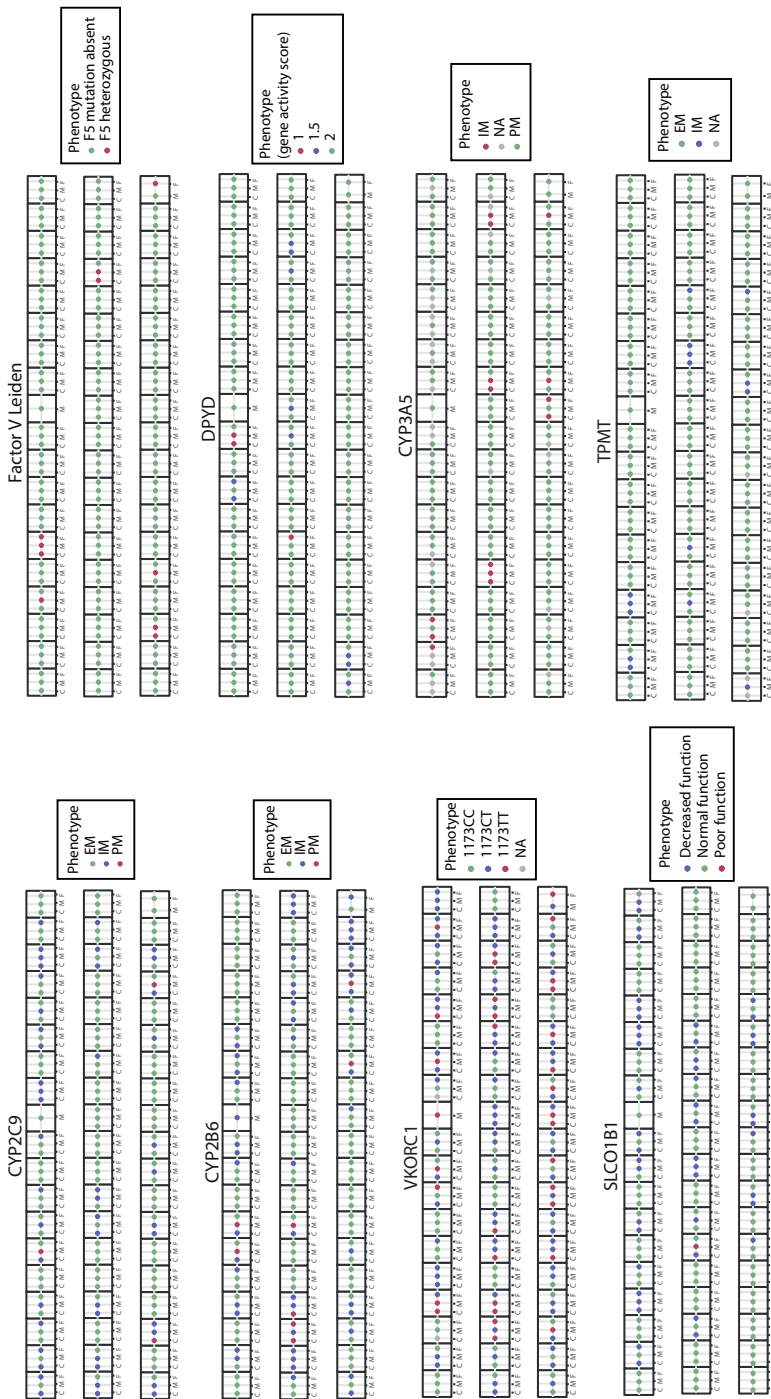 CYP2C9
C M F C M F C M F C M F C M F C M F C M F C M F C M F C M F M C M F C M F C M F C M F C M F C M F C M F C M F
C M F C M F C M F C M F C M F C M F C M F C M F C M F C M F C M F C M F C M F C M F C M F C M F C M F C M F C M F
C M F C M F C M F C M F C M F C M F C M F C M F C M F C M F C M F C M F C M F C M F C M F C M F C M F C M F M F
Phenotype
EM
IM
PM
CYP2B6
C M F C M F C M F C M F C M F C M F C M F C M F C M F C M F M C M F C M F C M F C M F C M F C M F C M F C M F
C M F C M F C M F C M F C M F C M F C M F C M F C M F C M F C M F C M F C M F C M F C M F C M F C M F C M F C M F
C M F C M F C M F C M F C M F C M F C M F C M F C M F C M F C M F C M F C M F C M F C M F C M F C M F C M F M F
Phenotype
EM
IM
PM
VKORC1
C M F C M F C M F C M F C M F C M F C M F C M F C M F C M F M C M F C M F C M F C M F C M F C M F C M F C M F
C M F C M F C M F C M F C M F C M F C M F C M F C M F C M F C M F C M F C M F C M F C M F C M F C M F C M F C M F
C M F C M F C M F C M F C M F C M F C M F C M F C M F C M F C M F C M F C M F C M F C M F C M F C M F C M F M F
Phenotype
1173CC
1173CT
1173TT
NA
SLCO1B1
C M F C M F C M F C M F C M F C M F C M F C M F C M F C M F M C M F C M F C M F C M F C M F C M F C M F C M F
C M F C M F C M F C M F C M F C M F C M F C M F C M F C M F C M F C M F C M F C M F C M F C M F C M F C M F C M F
C M F C M F C M F C M F C M F C M F C M F C M F C M F C M F C M F C M F C M F C M F C M F C M F C M F C M F M F
Phenotype
Decreased function
Normal function
Poor function
Factor V Leiden
C M F C M F C M F C M F C M F C M F C M F C M F C M F C M F M C M F C M F C M F C M F C M F C M F C M F C M F
C M F C M F C M F C M F C M F C M F C M F C M F C M F C M F C M F C M F C M F C M F C M F C M F C M F C M F C M F
C M F C M F C M F C M F C M F C M F C M F C M F C M F C M F C M F C M F C M F C M F C M F C M F C M F C M F M F
Phenotype
F5 mutation absent
F5 heterozygous
DPYD
C M F C M F C M F C M F C M F C M F C M F C M F C M F C M F M C M F C M F C M F C M F C M F C M F C M F C M F
C M F C M F C M F C M F C M F C M F C M F C M F C M F C M F C M F C M F C M F C M F C M F C M F C M F C M F C M F
C M F C M F C M F C M F C M F C M F C M F C M F C M F C M F C M F C M F C M F C M F C M F C M F C M F C M F M F
Phenotype
(gene activity score)
1
1.5
2
CYP3A5
C M F C M F C M F C M F C M F C M F C M F C M F C M F C M F M C M F C M F C M F C M F C M F C M F C M F C M F
C M F C M F C M F C M F C M F C M F C M F C M F C M F C M F C M F C M F C M F C M F C M F C M F C M F C M F C M F
C M F C M F C M F C M F C M F C M F C M F C M F C M F C M F C M F C M F C M F C M F C M F C M F C M F C M F M F
Phenotype
IM
NA
PM
TPMT
C M F C M F C M F C M F C M F C M F C M F C M F C M F C M F M C M F C M F C M F C M F C M F C M F C M F C M F
C M F C M F C M F C M F C M F C M F C M F C M F C M F C M F C M F C M F C M F C M F C M F C M F C M F C M F C M F
C M F C M F C M F C M F C M F C M F C M F C M F C M F C M F C M F C M F C M F C M F C M F C M F C M F C M F M F
Phenotype
EM
IM
NA